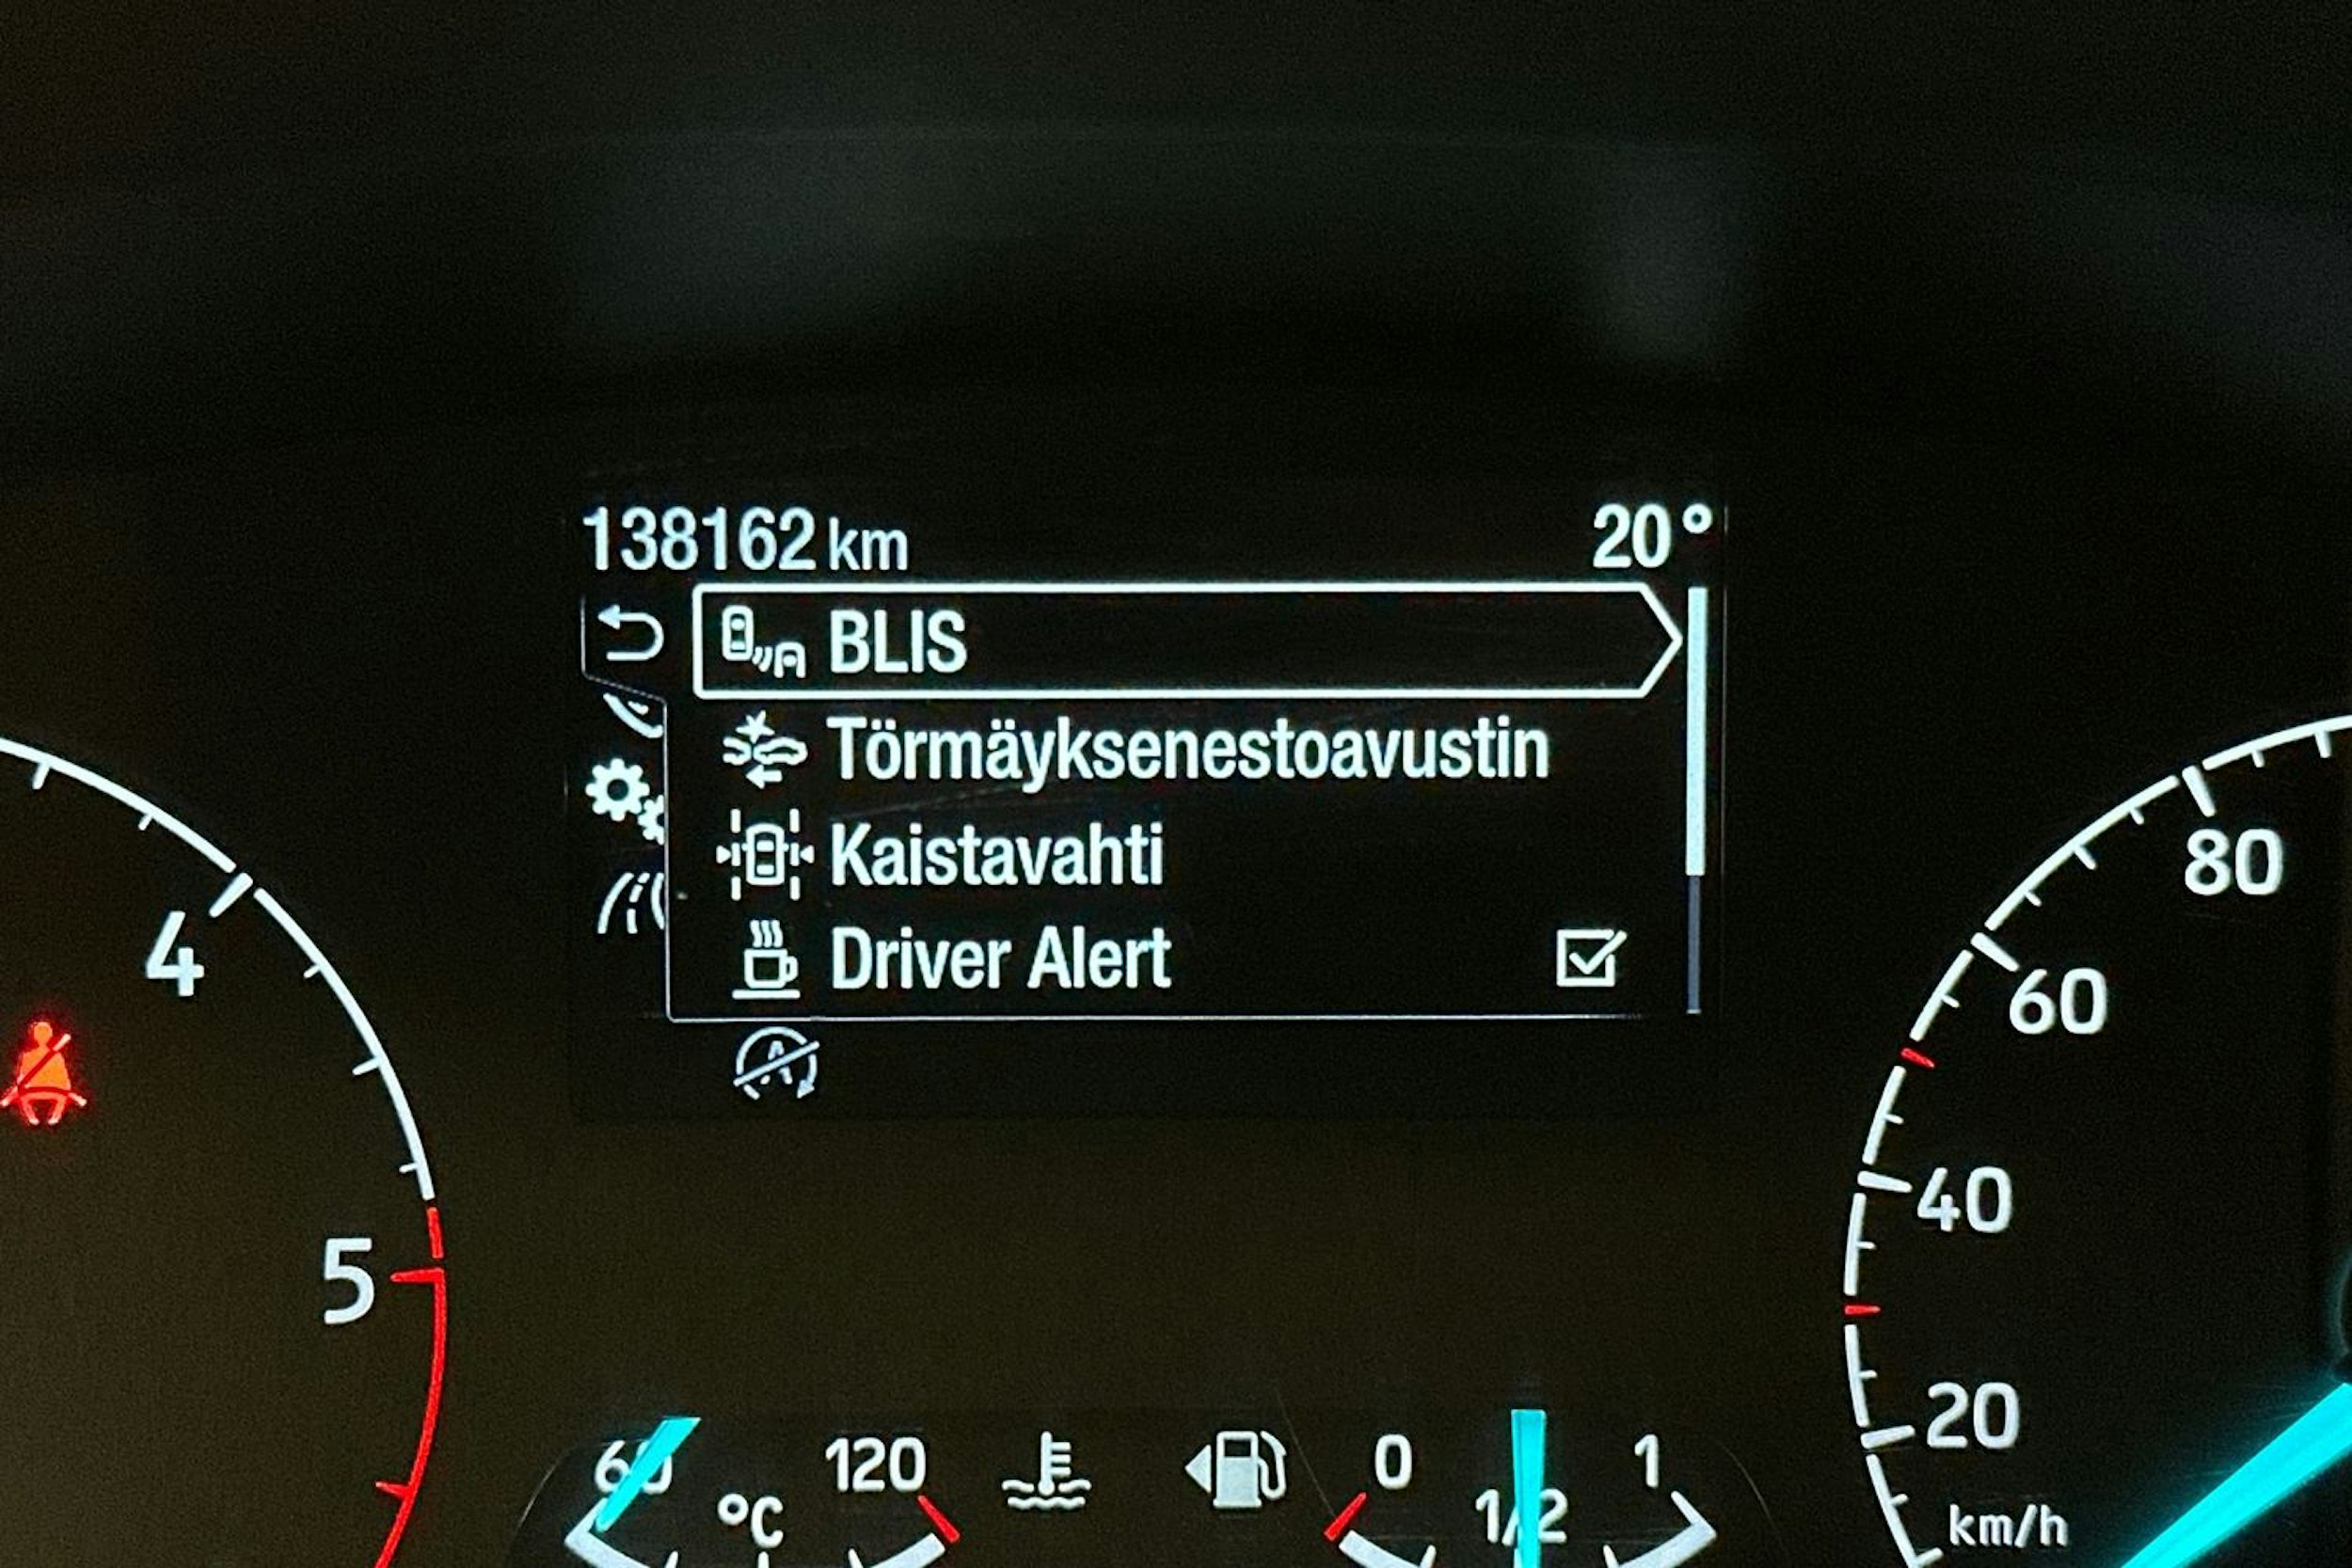 138162 km 20°
BLIS
Törmäyksenestoavustin
Kaistavahti
Driver Alert
4
5
80
60
40
20
km/h
60 120
°C
0 1/2 1